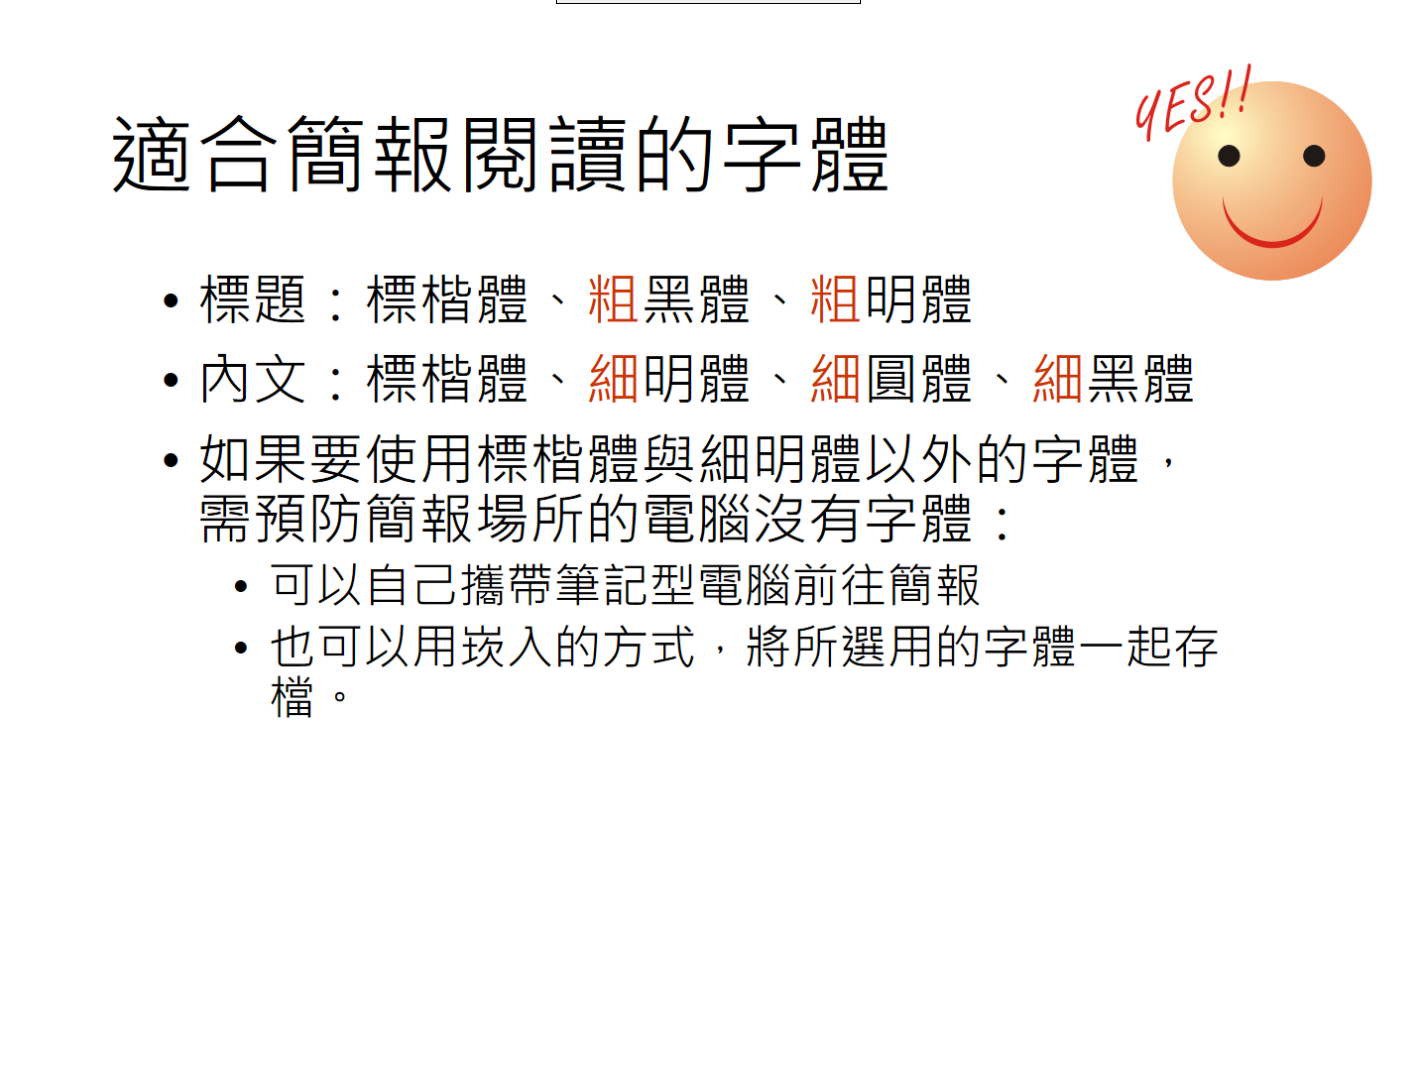 YES!!
適合簡報閱讀的字體
• 標題：標楷體、粗黑體、粗明體
• 內文：標楷體、細明體、細圓體、細黑體
• 如果要使用標楷體與細明體以外的字體，
需預防簡報場所的電腦沒有字體：
• 可以自己攜帶筆記型電腦前往簡報
• 也可以用崁入的方式，將所選用的字體一起存
檔。